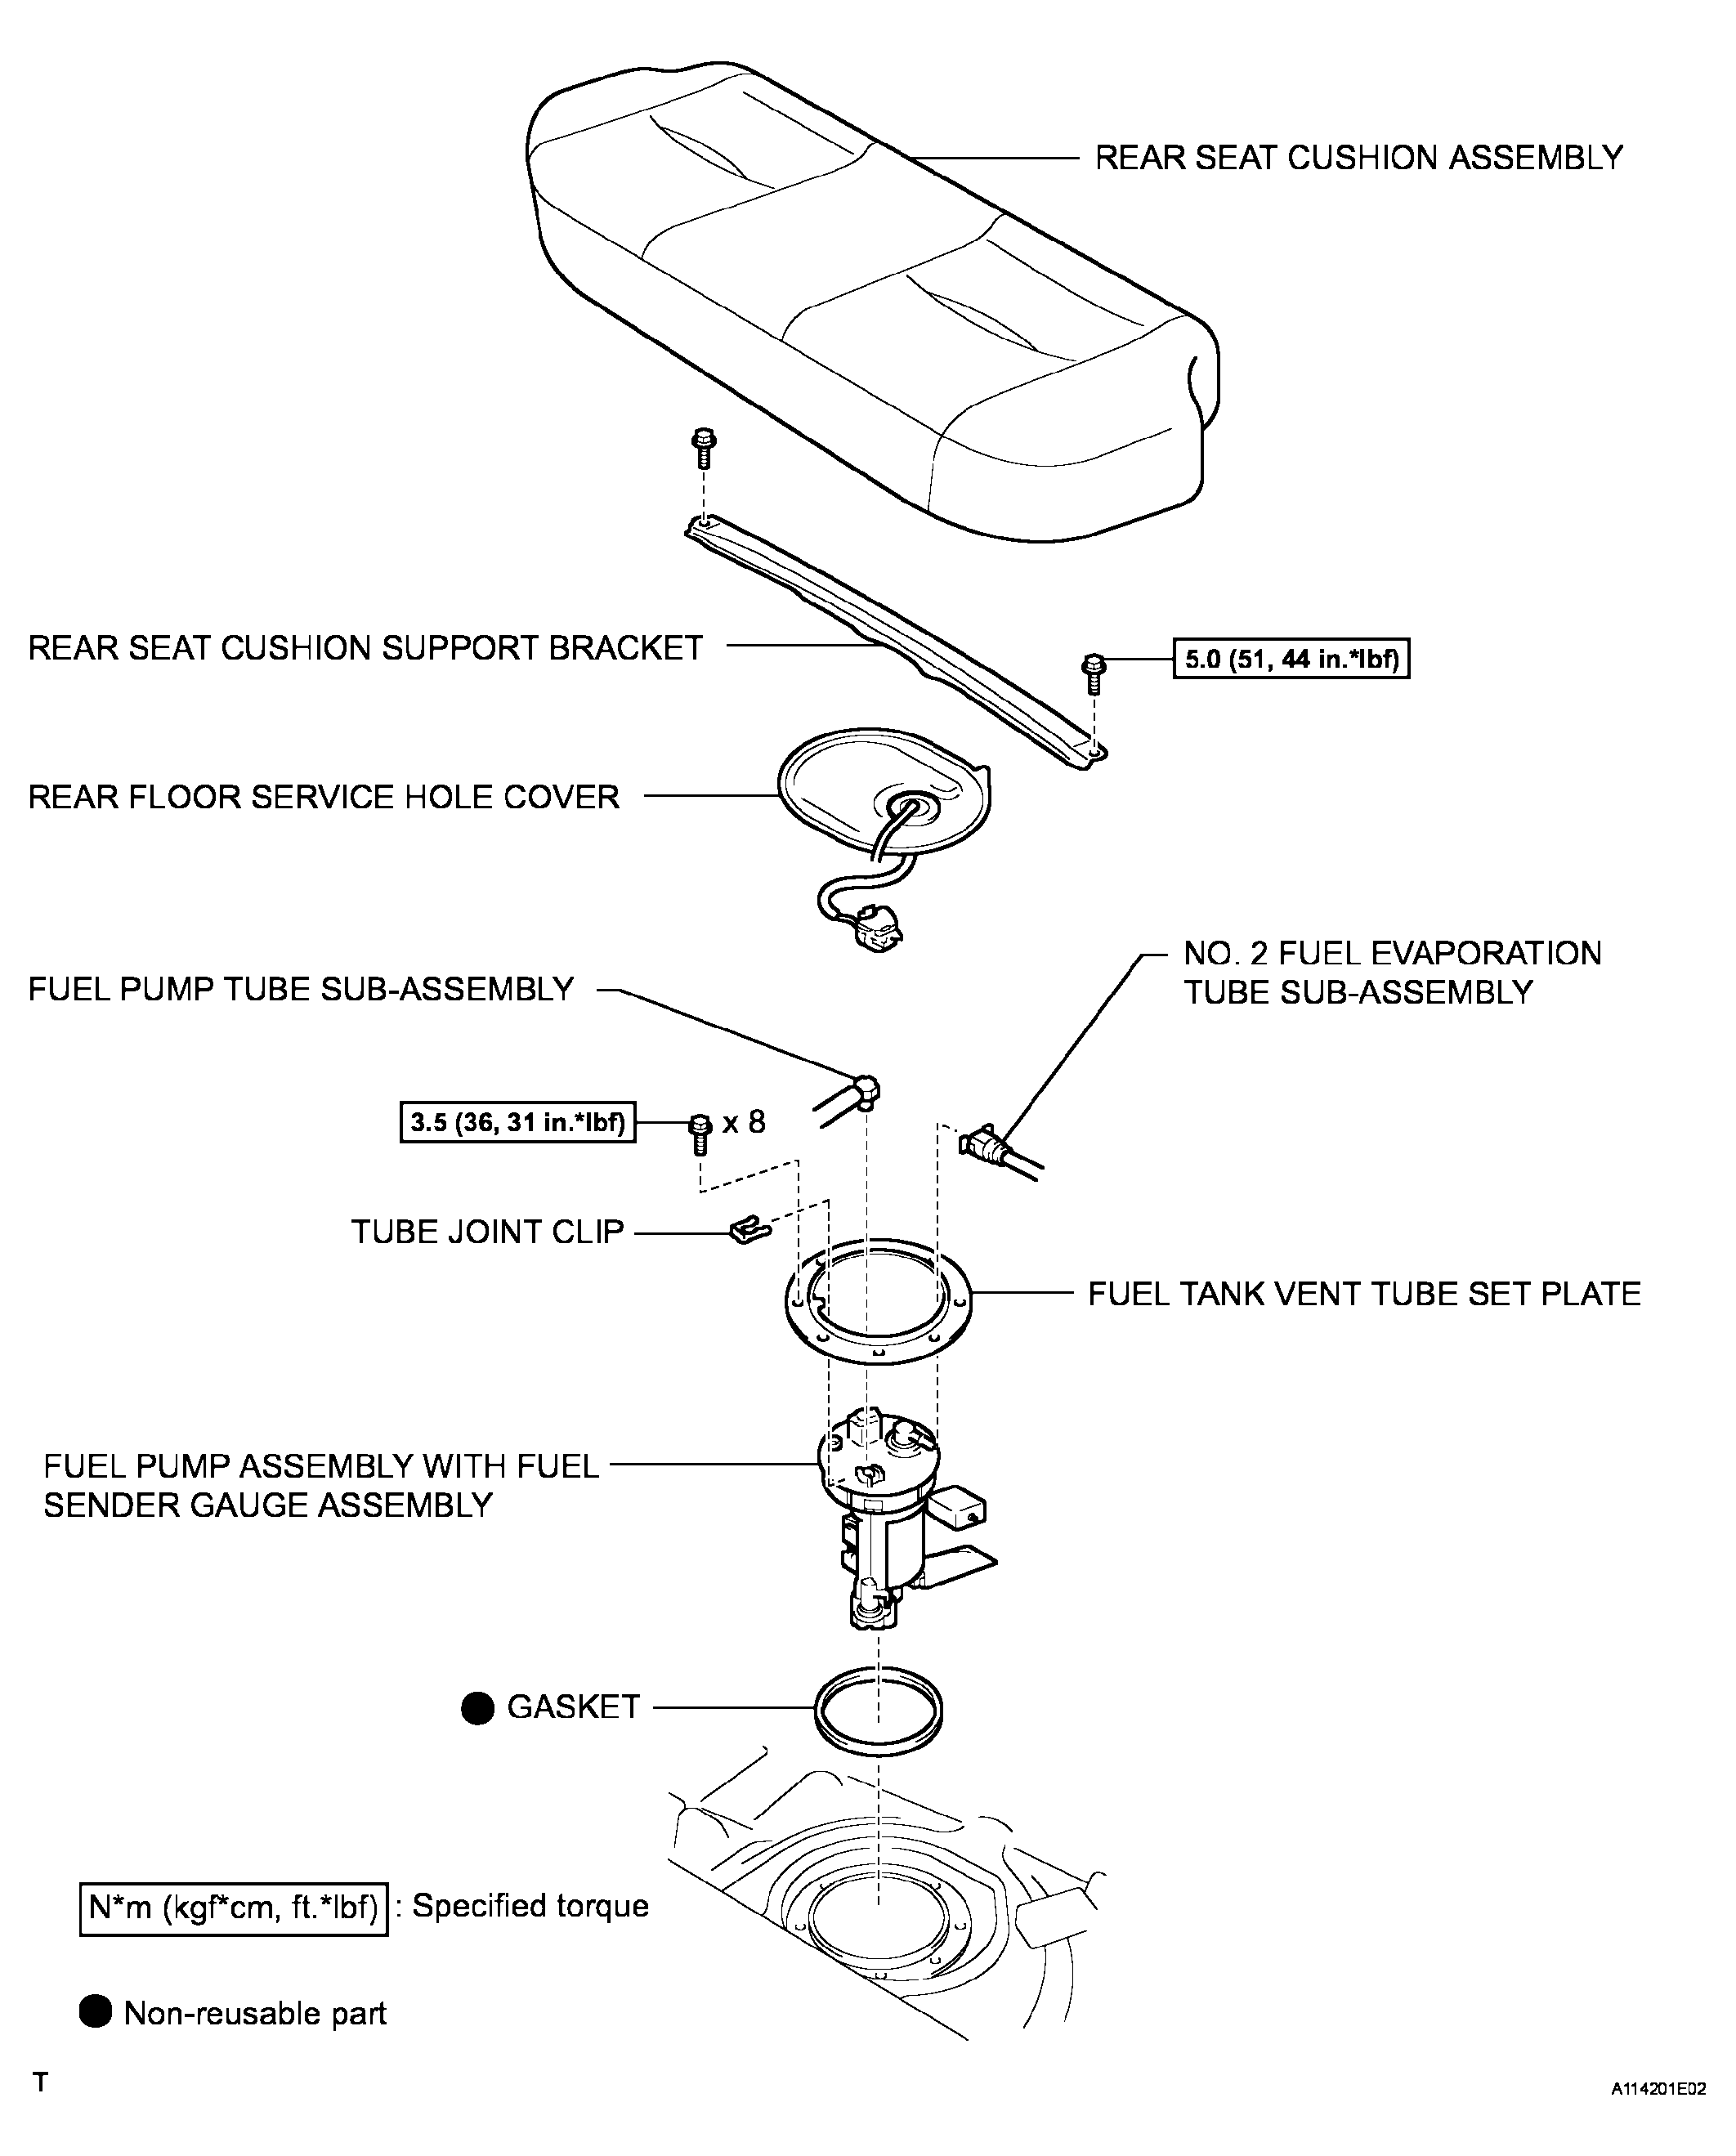 REAR SEAT CUSHION ASSEMBLY
REAR SEAT CUSHION SUPPORT BRACKET
5.0 (51, 44 in.*lbf)
REAR FLOOR SERVICE HOLE COVER
NO. 2 FUEL EVAPORATION
TUBE SUB-ASSEMBLY
FUEL PUMP TUBE SUB-ASSEMBLY
3.5 (36, 31 in.*lbf)
x 8
TUBE JOINT CLIP
FUEL TANK VENT TUBE SET PLATE
FUEL PUMP ASSEMBLY WITH FUEL
SENDER GAUGE ASSEMBLY
GASKET
N*m (kgf*cm, ft.*lbf) : Specified torque
Non-reusable part
T
A114201E02